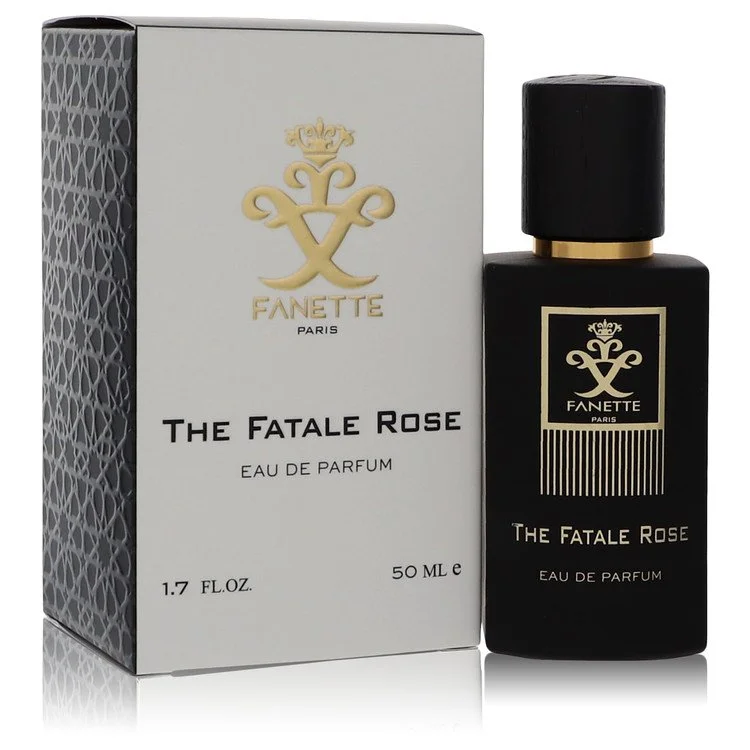 FANETTE
PARIS
THE FATALE ROSE
EAU DE PARFUM
1.7 FL.OZ.
50 ML e
FANETTE
PARIS
THE FATALE ROSE
EAU DE PARFUM